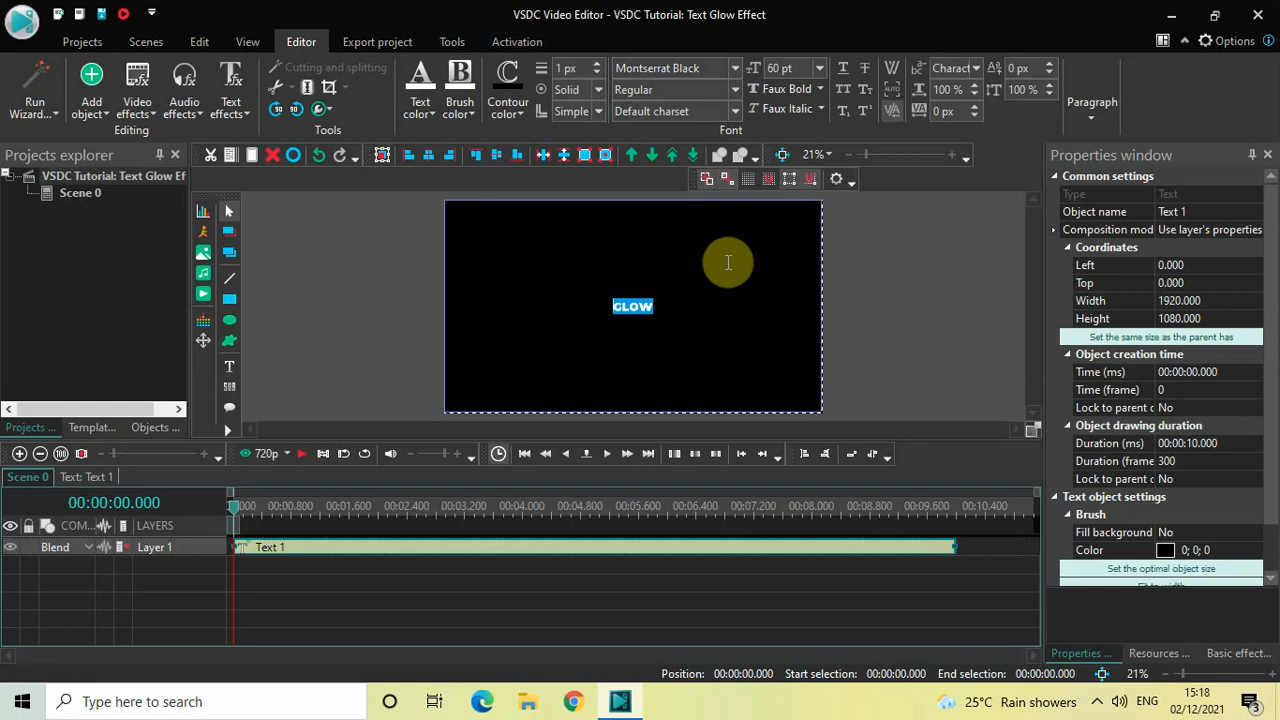 VSDC Video Editor - VSDC Tutorial: Text Glow Effect
Projects Scenes Edit View Editor Export project Tools Activation
Options
Run Wizard...
Add object
Video effects
Audio effects
Text effects
Editing
Cutting and splitting
Tools
Text color
Brush color
Contour color
1 px
Solid
Simple
Montserrat Black
Regular
Default charset
60 pt
Faux Bold
Faux Italic
Font
Charact
100 %
0 px
0 px
100 %
Paragraph
Projects explorer
VSDC Tutorial: Text Glow Ef
Scene 0
Projects ... Templat... Objects ...
21%
GLOW
Properties window
Common settings
Type Text
Object name Text 1
Composition mod Use layer's properties
Coordinates
Left 0.000
Top 0.000
Width 1920.000
Height 1080.000
Set the same size as the parent has
Object creation time
Time (ms) 00:00:00.000
Time (frame) 0
Lock to parent c No
Object drawing duration
Duration (ms) 00:00:10.000
Duration (frame 300
Lock to parent c No
Text object settings
Brush
Fill background No
Color 0; 0; 0
Set the optimal object size
Fit to width
Properties ... Resources ... Basic effect...
720p
Scene 0 Text: Text 1
00:00:00.000
000 00:00.800 00:01.600 00:02.400 00:03.200 00:04.000 00:04.800 00:05.600 00:06.400 00:07.200 00:08.000 00:08.800 00:09.600 00:10.400
COM... LAYERS
Blend Layer 1
Text 1
Position: 00:00:00.000 Start selection: 00:00:00.000 End selection: 00:00:00.000 21%
Type here to search
25°C Rain showers
ENG
15:18
02/12/2021
3